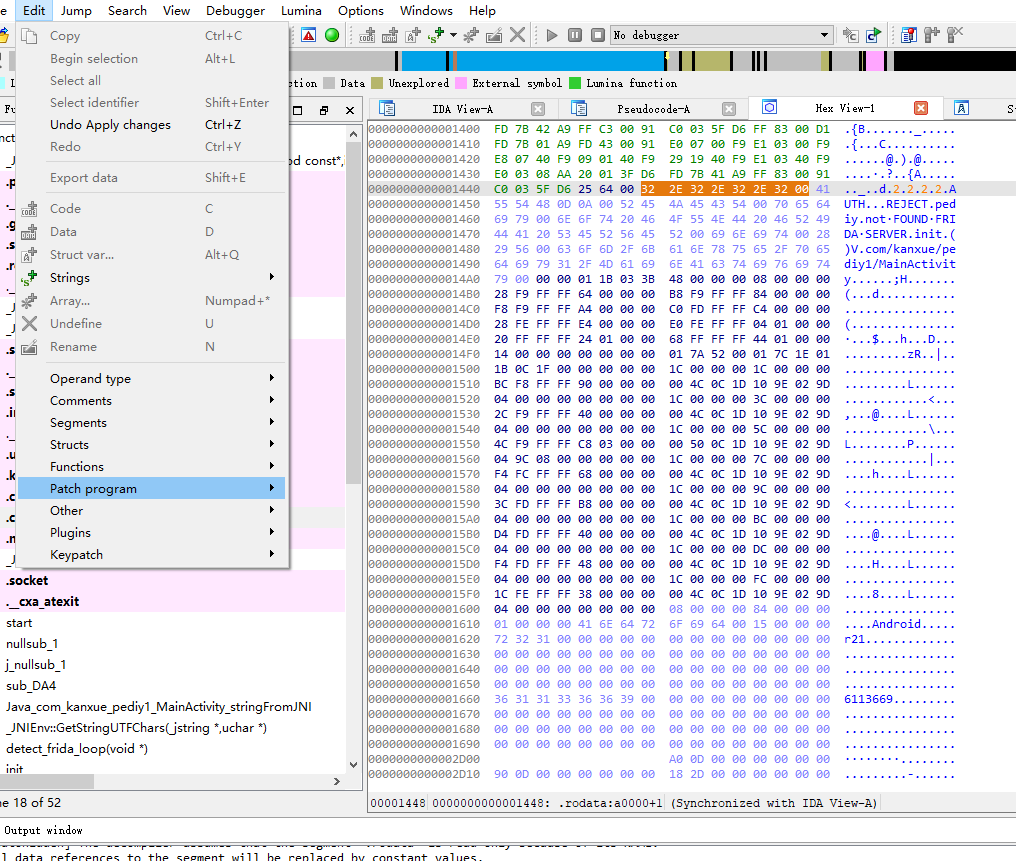 Edit Jump Search View Debugger Lumina Options Windows Help
Copy Ctrl+C
Begin selection Alt+L
Select all
Select identifier Shift+Enter
Undo Apply changes Ctrl+Z
Redo Ctrl+Y
Export data Shift+E
Code C
Data D
Struct var... Alt+Q
Strings
Array... Numpad+*
Undefine U
Rename N
Operand type
Comments
Segments
Structs
Functions
Patch program
Other
Plugins
Keypatch
No debugger
Data Unexplored External symbol Lumina function
IDA View-A Pseudocode-A Hex View-1
.socket
.__cxa_atexit
start
nullsub_1
j_nullsub_1
sub_DA4
Java_com_kanxue_pediy1_MainActivity_stringFromJNI
_JNIEnv::GetStringUTFChars(_jstring *,uchar *)
detect_frida_loop(void *)
init
0000000000001400 FD 7B 42 A9 FF C3 00 91 C0 03 5F D6 FF 83 00 D1 .{B......._.....
0000000000001410 FD 7B 01 A9 FD 43 00 91 E0 07 00 F9 E1 03 00 F9 .{...C..........
0000000000001420 E8 07 40 F9 09 01 40 F9 29 19 40 F9 E1 03 40 F9 ......@.).@...@.
0000000000001430 E0 03 08 AA 20 01 3F D6 FD 7B 41 A9 FF 83 00 91
0000000000001440 C0 03 5F D6 25 64 00 32 2E 32 2E 32 2E 32 00 41 .._.%d.2.2.2.2.A
0000000000001450 55 54 48 0D 0A 00 52 45 4A 45 43 54 00 70 65 64 UTH...REJECT.ped
0000000000001460 69 79 00 6E 6F 74 20 46 4F 55 4E 44 20 46 52 49 iy.not·FOUND·FRI
0000000000001470 44 41 20 53 45 52 56 45 52 00 69 6E 69 74 00 28 DA·SERVER.init.(
0000000000001480 29 56 00 63 6F 6D 2F 6B 61 6E 78 75 65 2F 70 65 )V.com/kanxue/pe
0000000000001490 64 69 79 31 2F 4D 61 69 6E 41 63 74 69 76 69 74 diy1/MainActivit
00000000000014A0 79 00 00 00 01 1B 03 3B 48 00 00 00 08 00 00 00 y......;H.......
00000000000014B0 28 F9 FF FF 64 00 00 00 B8 F9 FF FF 84 00 00 00 (...d...........
00000000000014C0 F8 F9 FF FF A4 00 00 00 C0 FD FF FF C4 00 00 00
00000000000014D0 28 FE FF FF E4 00 00 00 E0 FE FF FF 04 01 00 00 (...............
00000000000014E0 20 FF FF FF 24 01 00 00 68 FF FF FF 44 01 00 00 ·...$...h...D...
00000000000014F0 14 00 00 00 00 00 00 00 01 7A 52 00 01 7C 1E 01 .........zR..|..
0000000000001500 1B 0C 1F 00 00 00 00 00 1C 00 00 00 1C 00 00 00
0000000000001510 BC F8 FF FF 90 00 00 00 00 4C 0C 1D 10 9E 02 9D .........L......
0000000000001520 04 00 00 00 00 00 00 00 1C 00 00 00 3C 00 00 00 ............<...
0000000000001530 2C F9 FF FF 40 00 00 00 00 4C 0C 1D 10 9E 02 9D ,...@....L......
0000000000001540 04 00 00 00 00 00 00 00 1C 00 00 00 5C 00 00 00 ............\...
0000000000001550 4C F9 FF FF C8 03 00 00 00 50 0C 1D 10 9E 02 9D L........P......
0000000000001560 04 9C 08 00 00 00 00 00 1C 00 00 00 7C 00 00 00 ............|...
0000000000001570 F4 FC FF FF 68 00 00 00 00 4C 0C 1D 10 9E 02 9D ....h....L......
0000000000001580 04 00 00 00 00 00 00 00 1C 00 00 00 9C 00 00 00
0000000000001590 3C FD FF FF B8 00 00 00 00 4C 0C 1D 10 9E 02 9D <........L......
00000000000015A0 04 00 00 00 00 00 00 00 1C 00 00 00 BC 00 00 00
00000000000015B0 D4 FD FF FF 40 00 00 00 00 4C 0C 1D 10 9E 02 9D ....@....L......
00000000000015C0 04 00 00 00 00 00 00 00 1C 00 00 00 DC 00 00 00
00000000000015D0 F4 FD FF FF 48 00 00 00 00 4C 0C 1D 10 9E 02 9D ....H....L......
00000000000015E0 04 00 00 00 00 00 00 00 1C 00 00 00 FC 00 00 00
00000000000015F0 1C FE FF FF 38 00 00 00 00 4C 0C 1D 10 9E 02 9D ....8....L......
0000000000001600 04 00 00 00 00 00 00 00 08 00 00 00 84 00 00 00
0000000000001610 01 00 00 00 41 6E 64 72 6F 69 64 00 15 00 00 00 ....Android.....
0000000000001620 72 32 31 00 00 00 00 00 00 00 00 00 00 00 00 00 r21.............
0000000000001630 00 00 00 00 00 00 00 00 00 00 00 00 00 00 00 00
0000000000001640 00 00 00 00 00 00 00 00 00 00 00 00 00 00 00 00
0000000000001650 00 00 00 00 00 00 00 00 00 00 00 00 00 00 00 00
0000000000001660 36 31 31 33 36 36 39 00 00 00 00 00 00 00 00 00 6113669.........
0000000000001670 00 00 00 00 00 00 00 00 00 00 00 00 00 00 00 00
0000000000001680 00 00 00 00 00 00 00 00 00 00 00 00 00 00 00 00
0000000000001690 00 00 00 00 00 00 00 00 00 00 00 00 00 00 00 00
0000000000002D00 A0 0D 00 00 00 00 00 00
0000000000002D10 90 0D 00 00 00 00 00 00 18 2D 00 00 00 00 00 00 .........-......
00001448 0000000000001448: .rodata:a0000+1 (Synchronized with IDA View-A)
ne 18 of 52
Output window
l data references to the segment will be replaced by constant values.